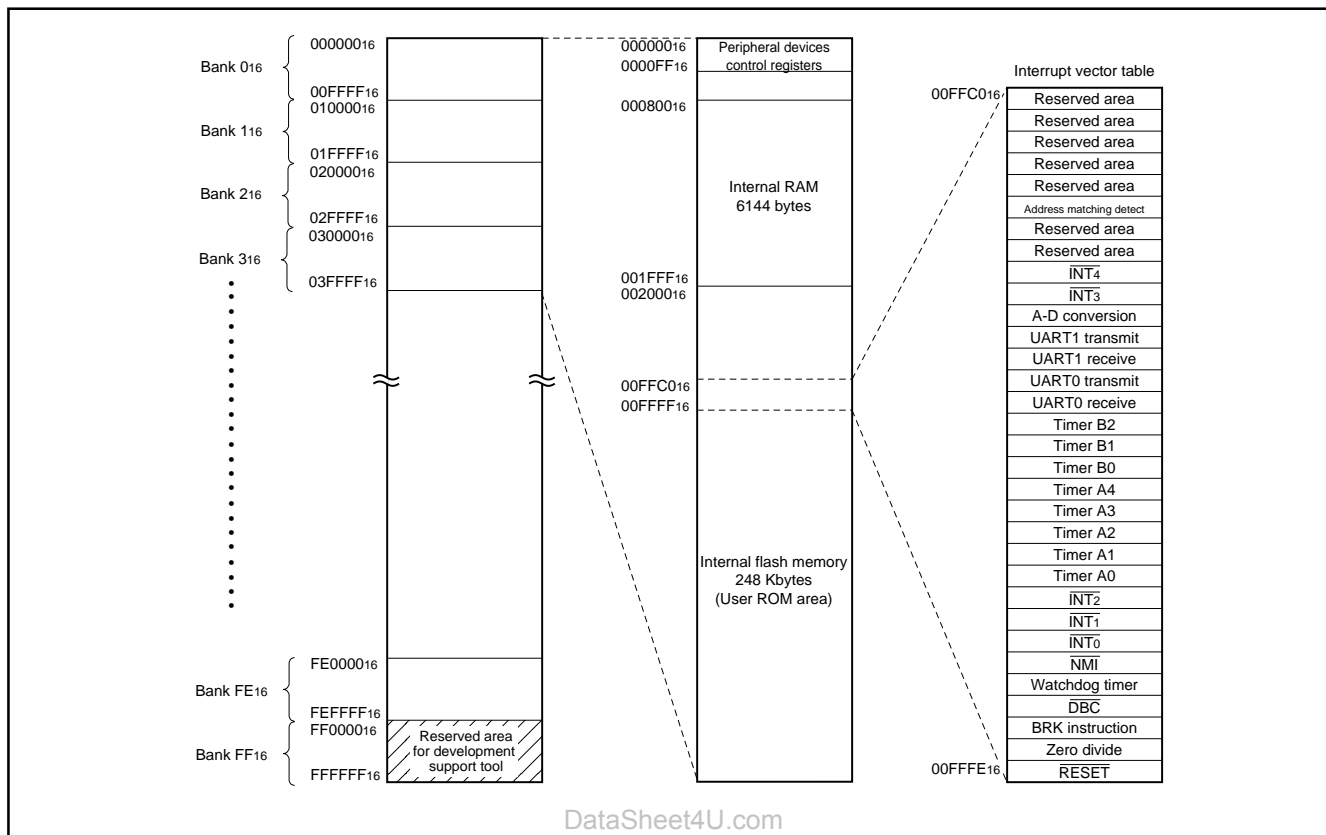 Bank 016
Bank 116
Bank 216
Bank 316
Bank FE16
Bank FF16
00000016
00FFFF16
01000016
01FFFF16
02000016
02FFFF16
03000016
03FFFF16
FE000016
FEFFFF16
FF000016
FFFFFF16
Reserved area
for development
support tool
00000016
0000FF16
00080016
001FFF16
00200016
00FFC016
00FFFF16
Peripheral devices
control registers
Internal RAM
6144 bytes
Internal flash memory
248 Kbytes
(User ROM area)
Interrupt vector table
00FFC016
Reserved area
Reserved area
Reserved area
Reserved area
Reserved area
Address matching detect
Reserved area
Reserved area
INT4
INT3
A-D conversion
UART1 transmit
UART1 receive
UART0 transmit
UART0 receive
Timer B2
Timer B1
Timer B0
Timer A4
Timer A3
Timer A2
Timer A1
Timer A0
INT2
INT1
INT0
NMI
Watchdog timer
DBC
BRK instruction
Zero divide
00FFFE16
RESET
DataSheet4U.com